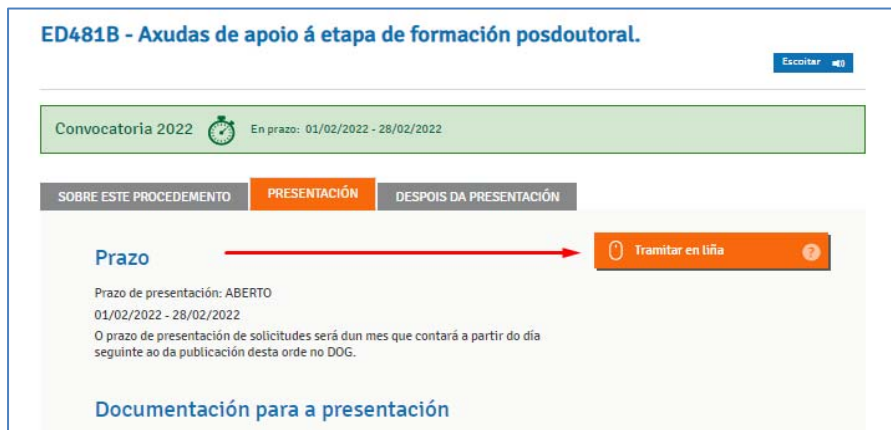 ED481B - Axudas de apoio á etapa de formación posdoutoral.
Escoitar
Convocatoria 2022 En prazo: 01/02/2022 - 28/02/2022
SOBRE ESTE PROCEDEMENTO PRESENTACIÓN DESPOIS DA PRESENTACIÓN
Prazo
Tramitar en liña ?
Prazo de presentación: ABERTO
01/02/2022 - 28/02/2022
O prazo de presentación de solicitudes será dun mes que contará a partir do día
seguinte ao da publicación desta orde no DOG.
Documentación para a presentación